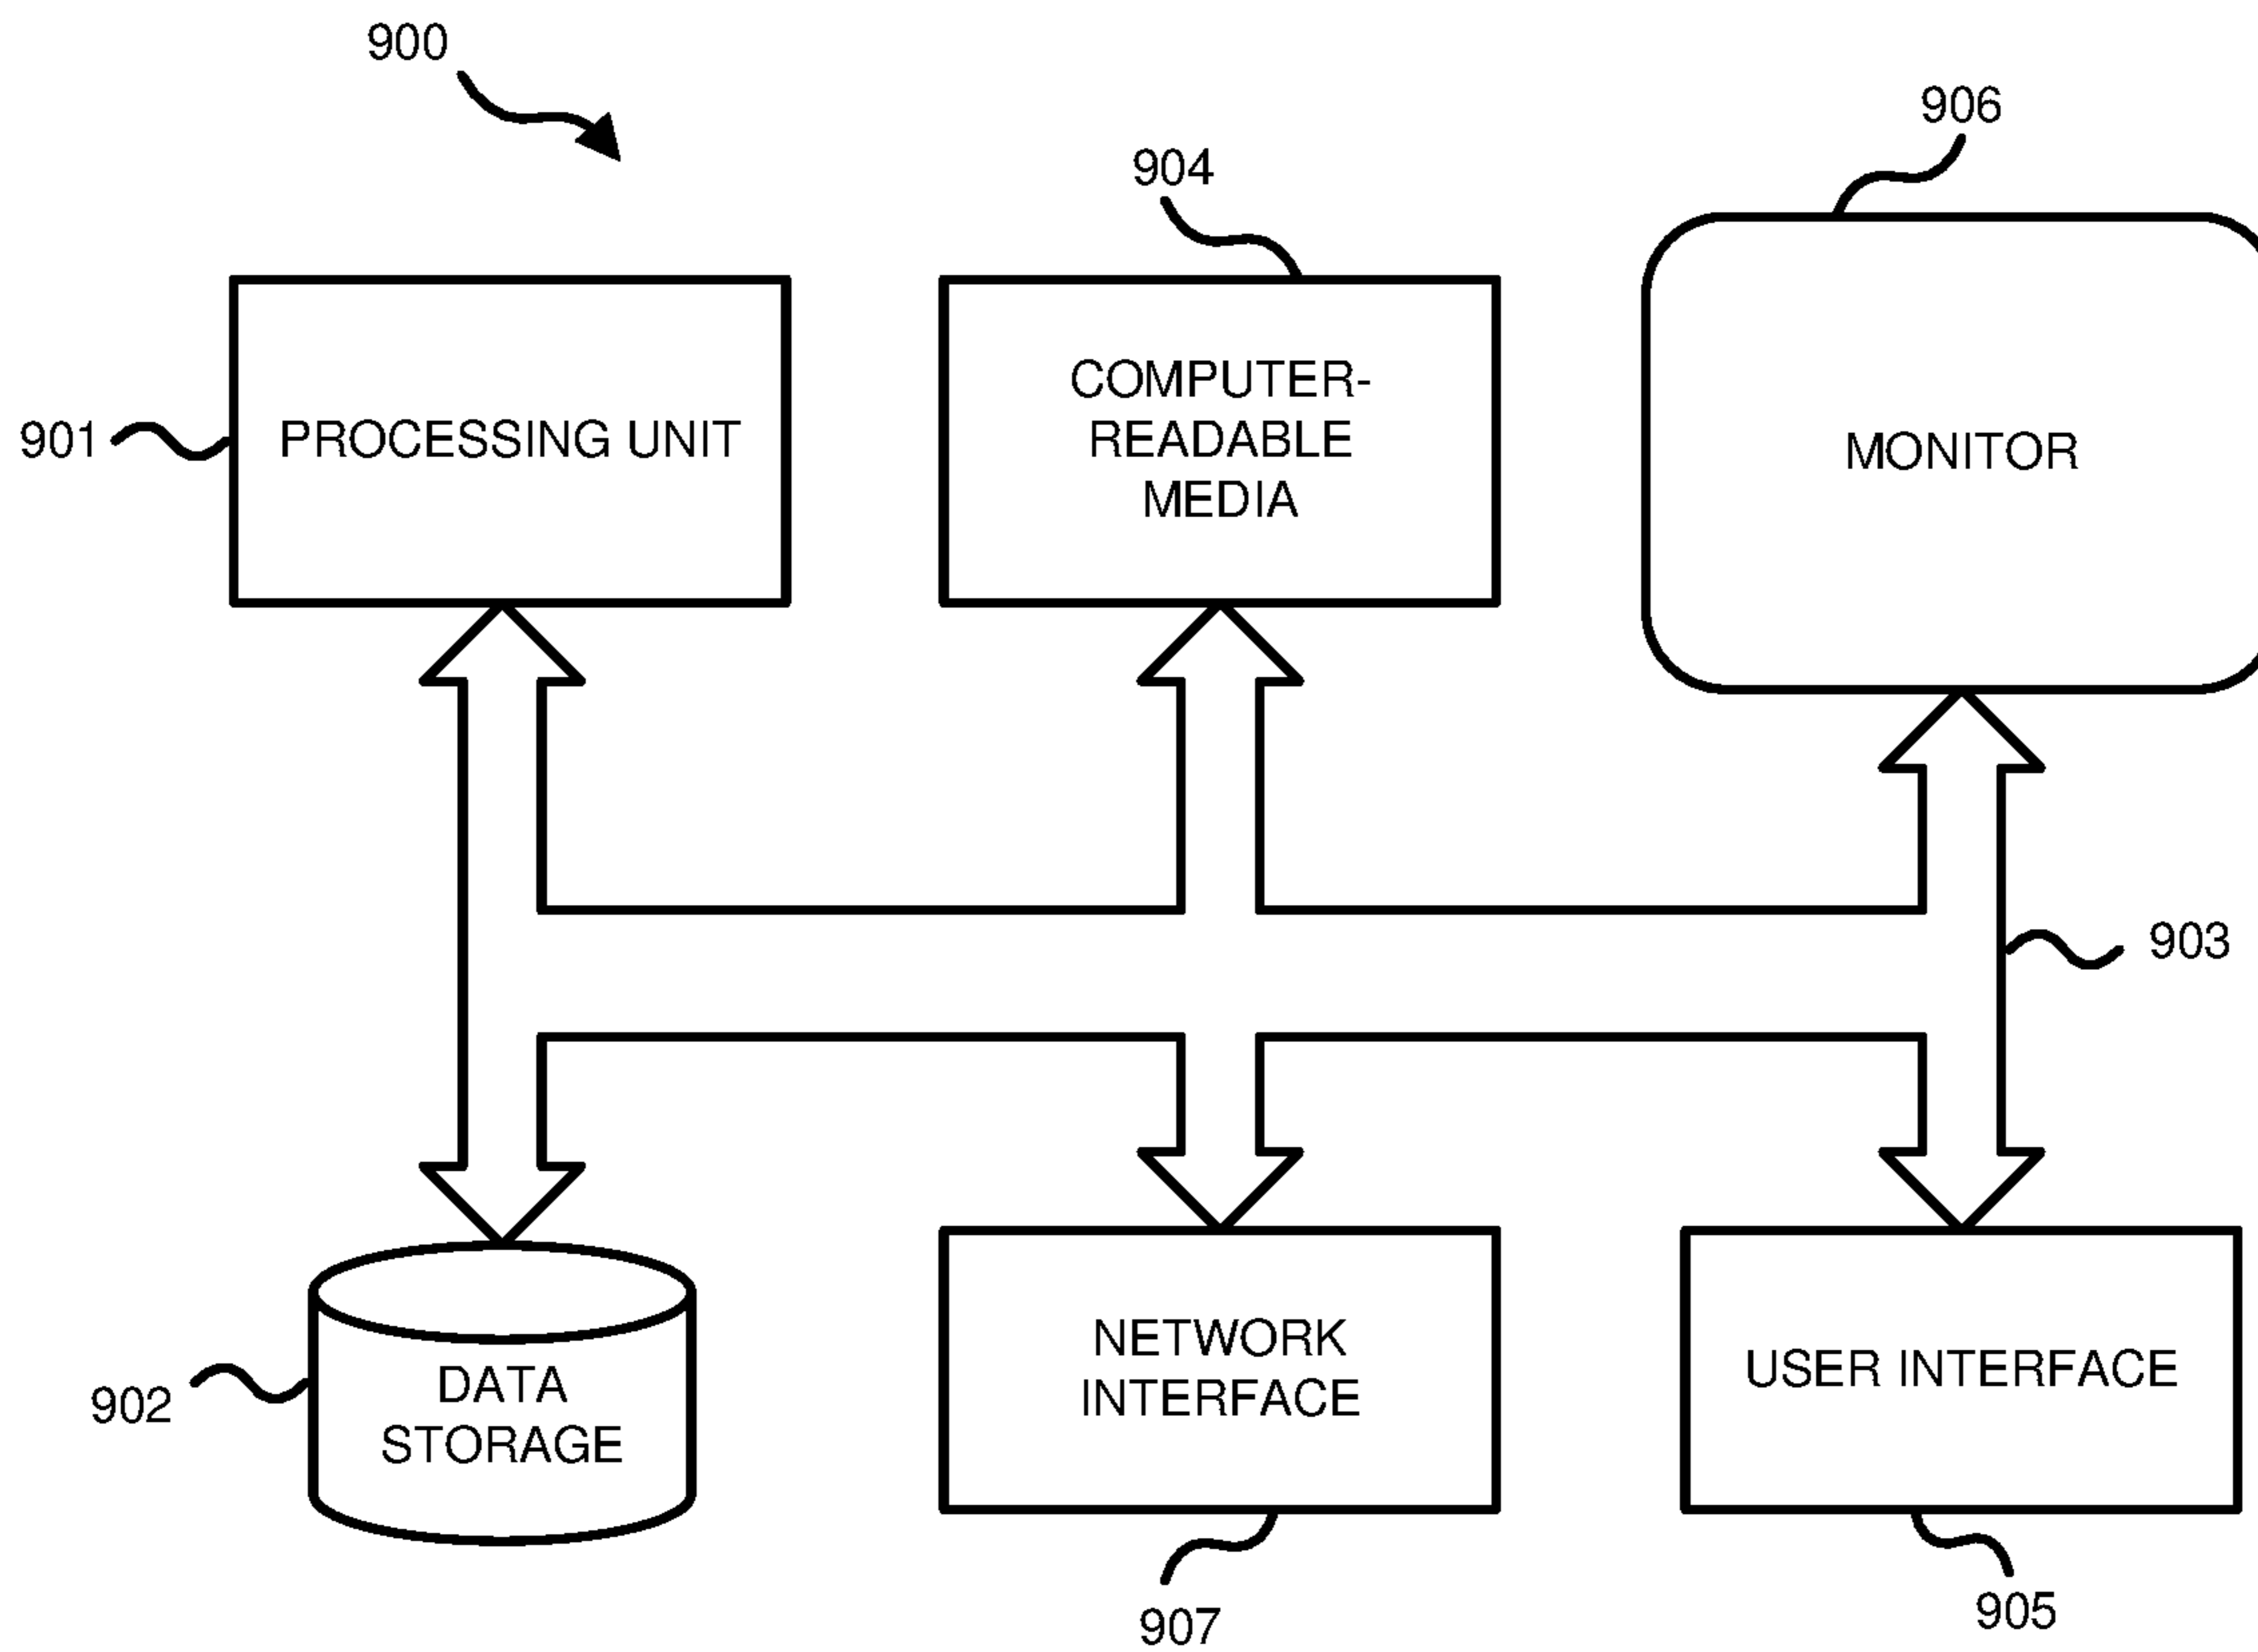 900
906
904
COMPUTER-
READABLE
MEDIA
901
PROCESSING UNIT
MONITOR
903
902
DATA
STORAGE
NETWORK
INTERFACE
USER INTERFACE
907
905